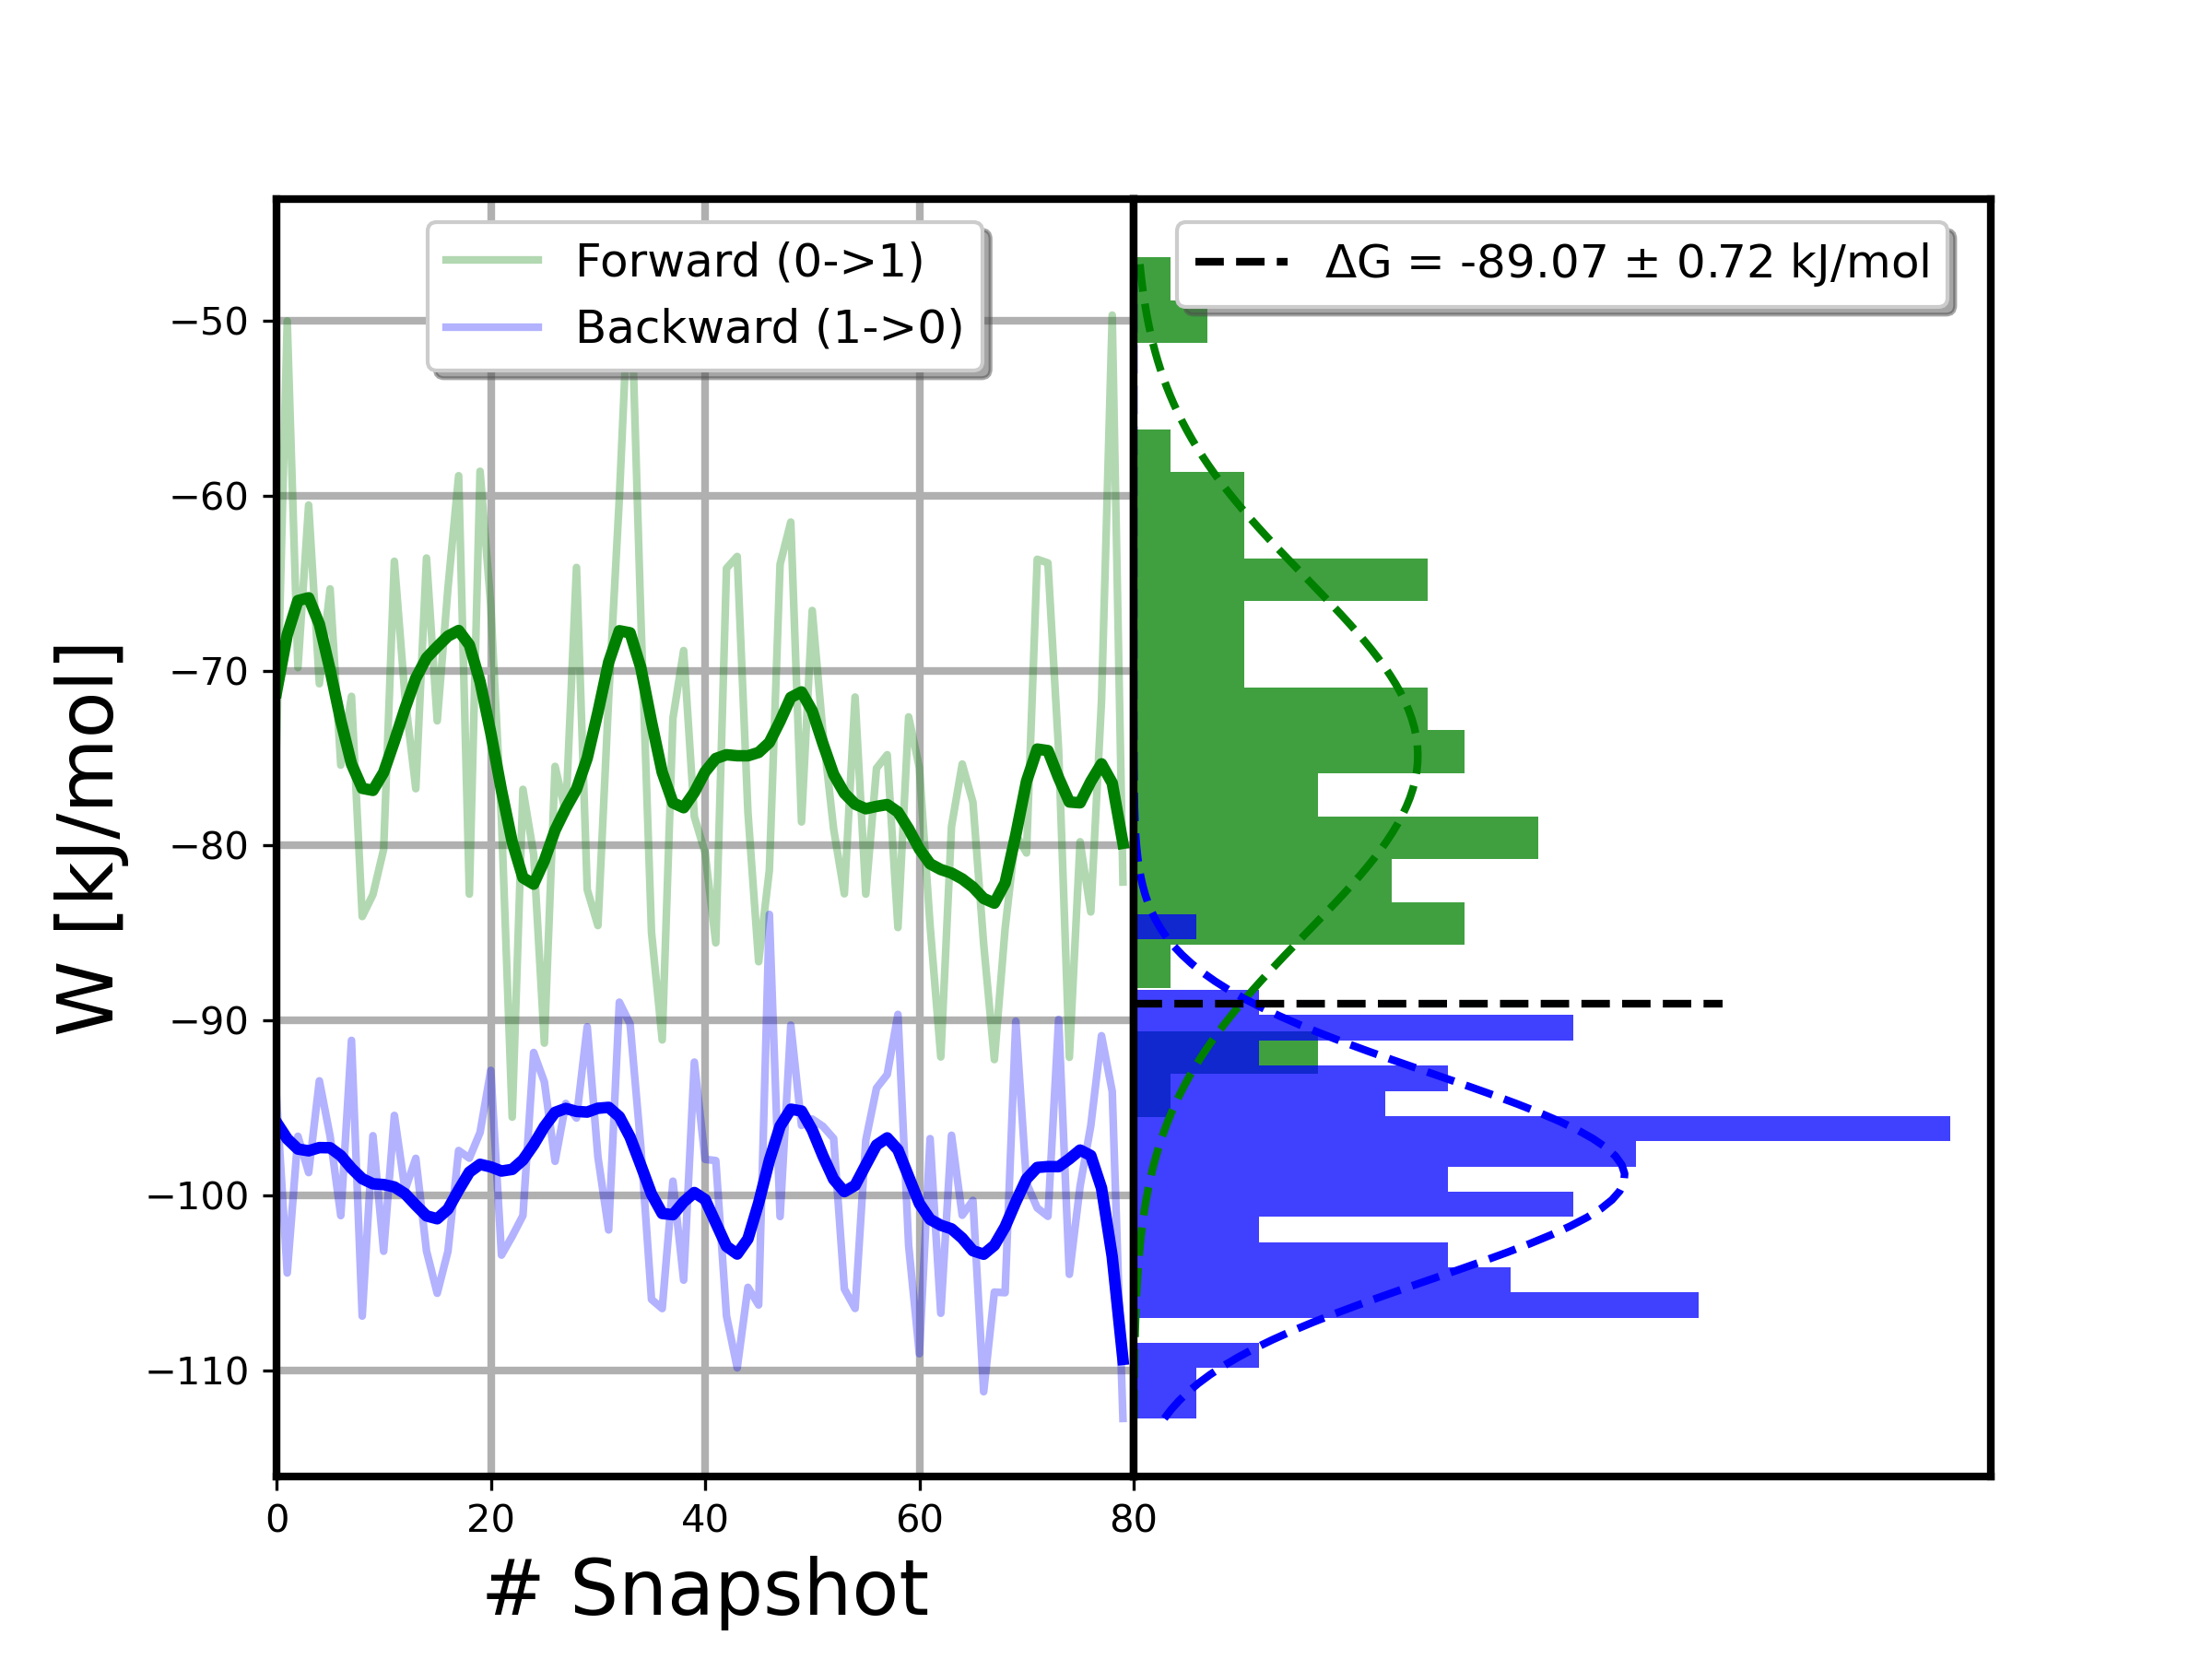 Forward (0->1)
Backward (1->0)
ΔG = -89.07 ± 0.72 kJ/mol
W [kJ/mol]
−50
−60
−70
−80
−90
−100
−110
0 20 40 60 80
# Snapshot